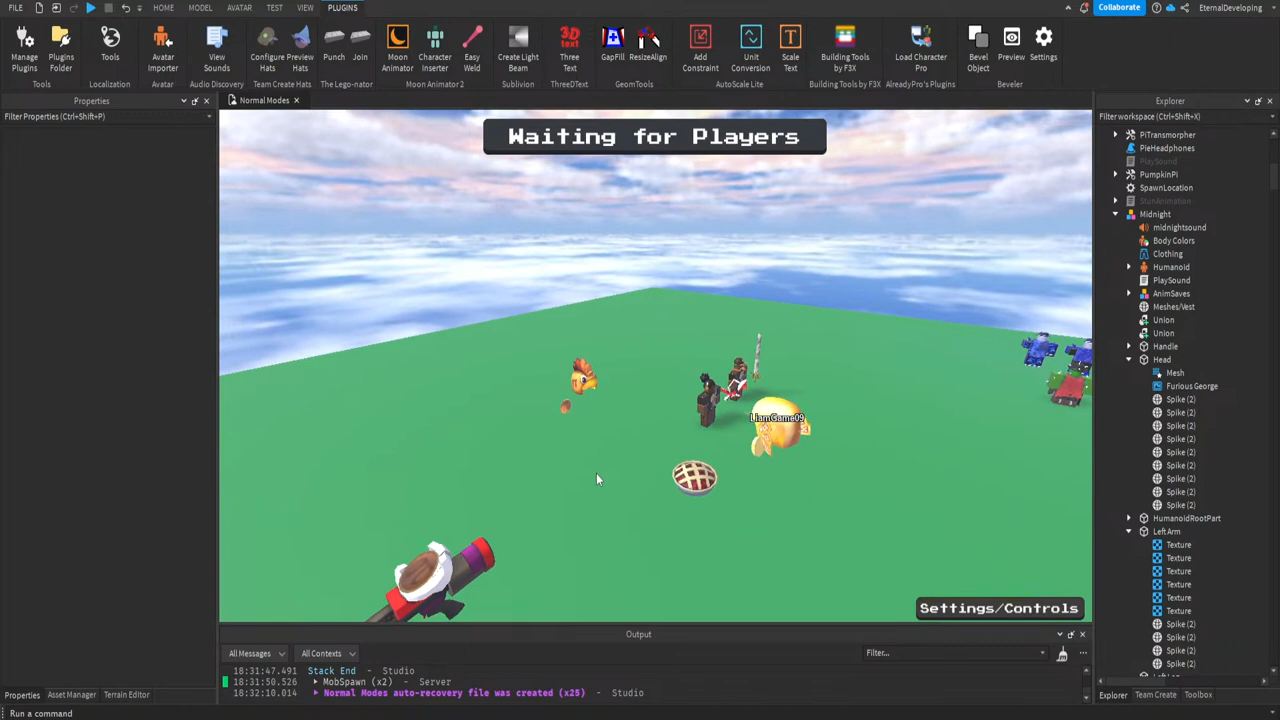 FILE
HOME
MODEL
AVATAR
TEST
VIEW
PLUGINS
Collaborate
EternalDeveloping
Manage Plugins
Plugins Folder
Tools
Avatar Importer
View Sounds
Configure Hats
Preview Hats
Punch
Join
Moon Animator
Character Inserter
Easy Weld
Create Light Beam
3D TEXT
Three Text
GapFill
ResizeAlign
Add Constraint
Unit Conversion
Scale Text
Building Tools by F3X
Load Character Pro
Bevel Object
Preview
Settings
Tools
Localization
Avatar
Audio Discovery
Team Create Hats
The Lego-nator
Moon Animator 2
Sublivion
ThreeDText
GeomTools
AutoScale Lite
Building Tools by F3X
AlreadyPro's Plugins
Beveler
Properties
Filter Properties (Ctrl+Shift+P)
Normal Modes
Explorer
Filter workspace (Ctrl+Shift+X)
Waiting for Players
LiamGame09
Settings/Controls
PiTransmorpher
PieHeadphones
PlaySound
PumpkinPI
SpawnLocation
StunAnimation
Midnight
midnightsound
Body Colors
Clothing
Humanoid
PlaySound
AnimSaves
Meshes/Vest
Union
Union
Handle
Head
Mesh
Furious George
Spike (2)
Spike (2)
Spike (2)
Spike (2)
Spike (2)
Spike (2)
Spike (2)
Spike (2)
Spike (2)
HumanoidRootPart
Left Arm
Texture
Texture
Texture
Texture
Texture
Texture
Spike (2)
Spike (2)
Spike (2)
Spike (2)
Output
All Messages
All Contexts
Filter...
18:31:47.491 Stack End - Studio
18:31:50.526 MobSpawn (x2) - Server
18:32:10.014 Normal Modes auto-recovery file was created (x25) - Studio
Properties
Asset Manager
Terrain Editor
Explorer
Team Create
Toolbox
Run a command